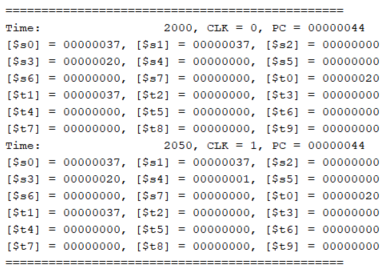 ================================================
Time:                 2000, CLK = 0, PC = 00000044
[$s0] = 00000037, [$s1] = 00000037, [$s2] = 00000000
[$s3] = 00000020, [$s4] = 00000000, [$s5] = 00000000
[$s6] = 00000000, [$s7] = 00000000, [$t0] = 00000020
[$t1] = 00000037, [$t2] = 00000000, [$t3] = 00000000
[$t4] = 00000000, [$t5] = 00000000, [$t6] = 00000000
[$t7] = 00000000, [$t8] = 00000000, [$t9] = 00000000
Time:                 2050, CLK = 1, PC = 00000044
[$s0] = 00000037, [$s1] = 00000037, [$s2] = 00000000
[$s3] = 00000020, [$s4] = 00000001, [$s5] = 00000000
[$s6] = 00000000, [$s7] = 00000000, [$t0] = 00000020
[$t1] = 00000037, [$t2] = 00000000, [$t3] = 00000000
[$t4] = 00000000, [$t5] = 00000000, [$t6] = 00000000
[$t7] = 00000000, [$t8] = 00000000, [$t9] = 00000000
================================================